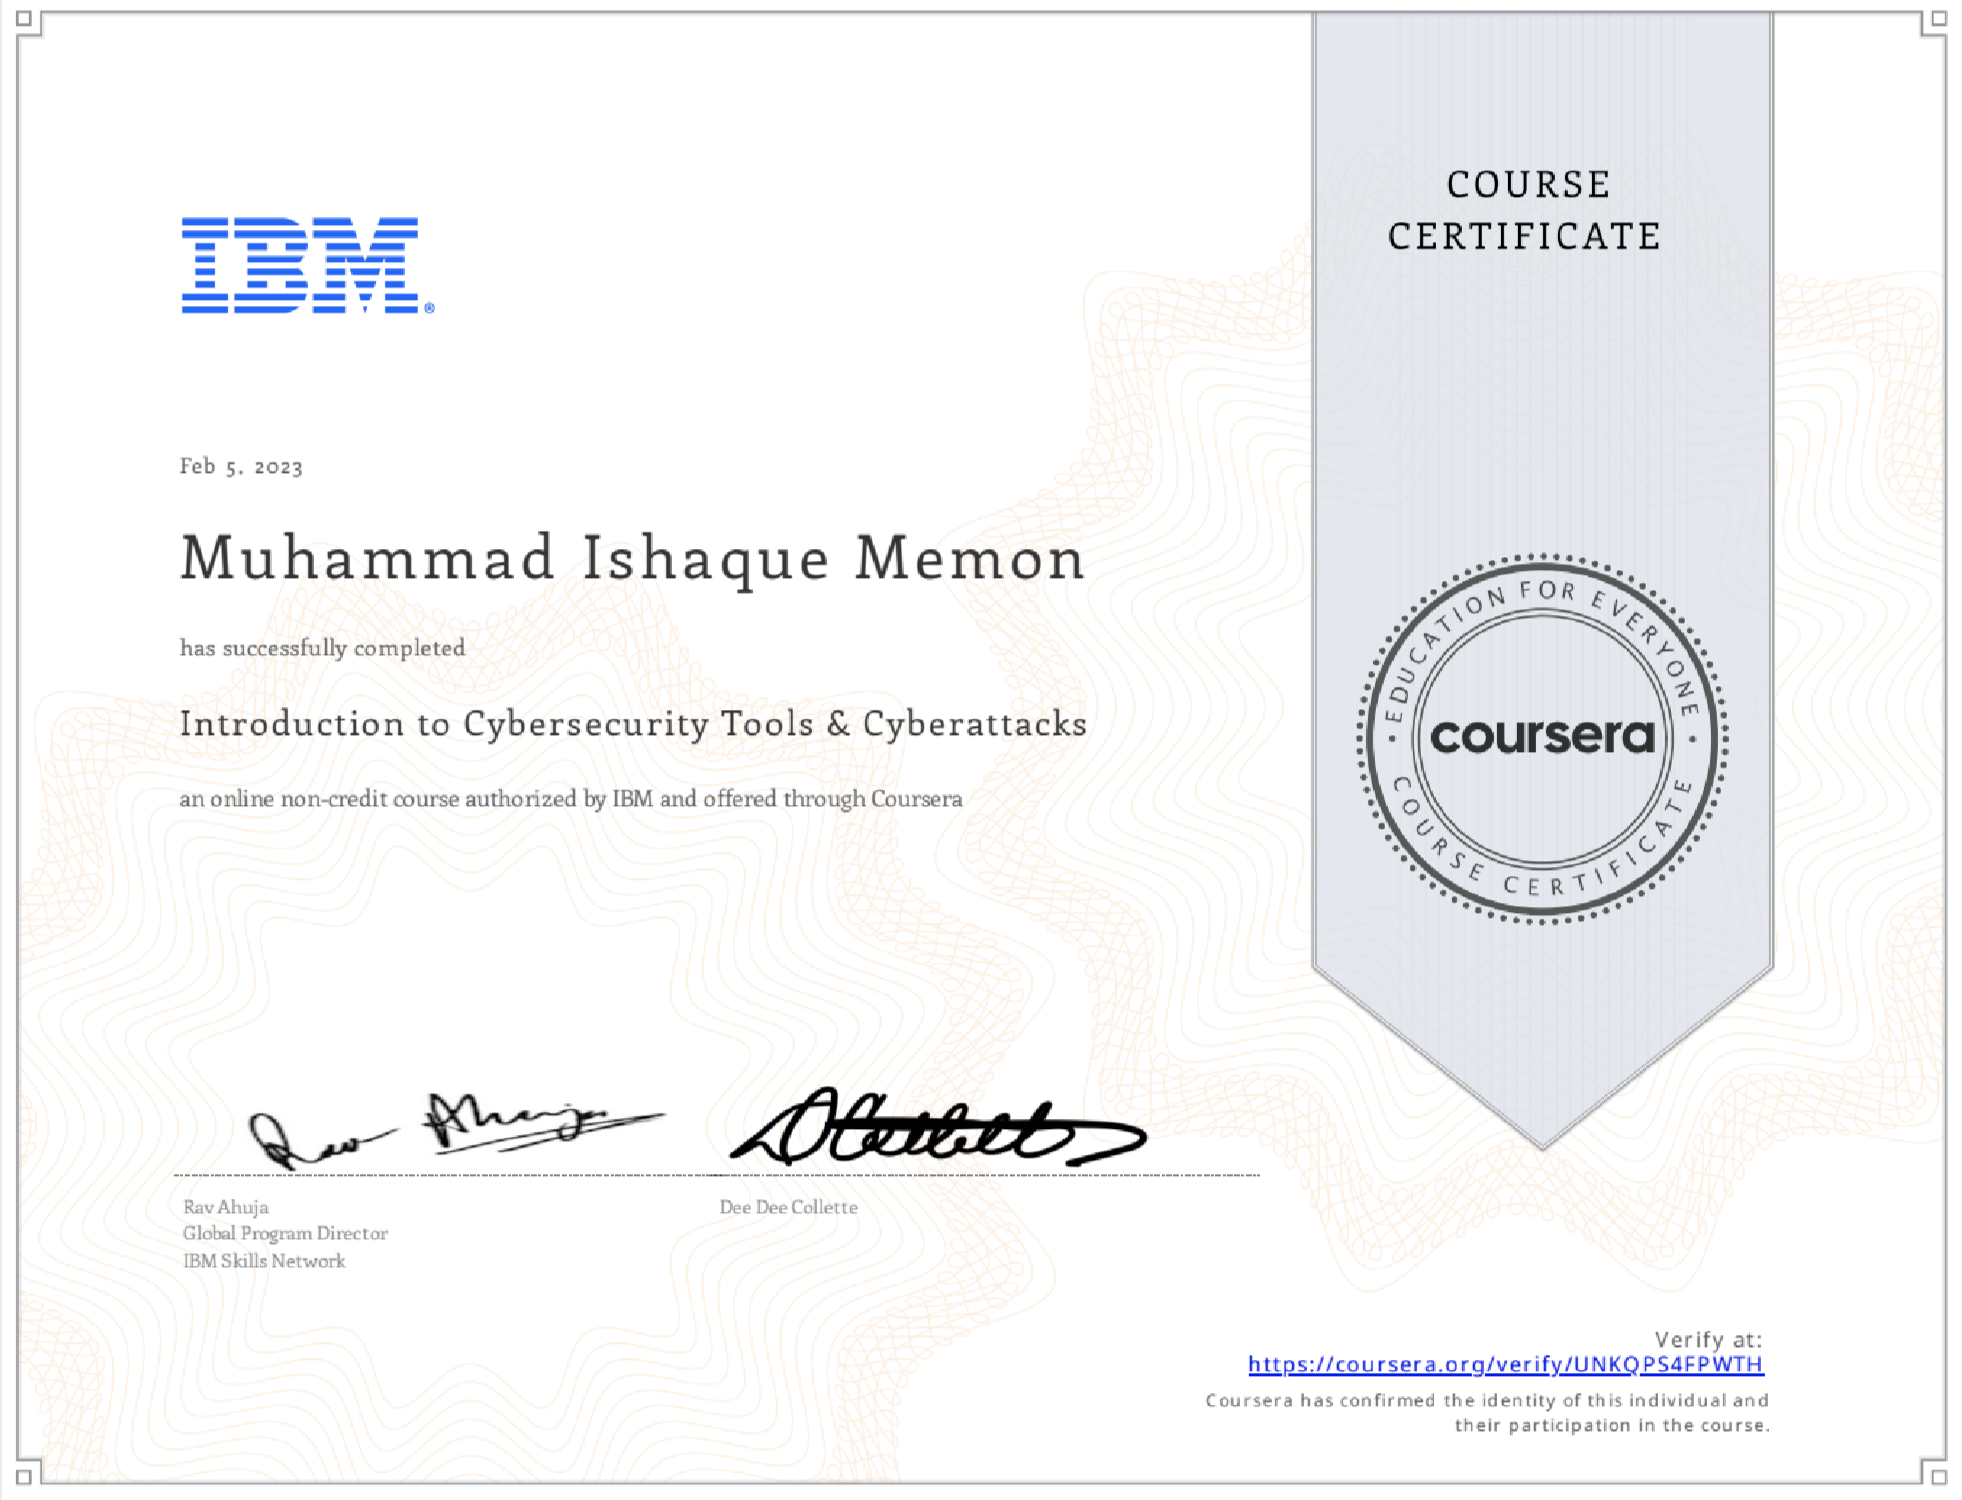 IBM®
COURSE
CERTIFICATE
Feb 5, 2023
Muhammad Ishaque Memon
has successfully completed
Introduction to Cybersecurity Tools & Cyberattacks
an online non-credit course authorized by IBM and offered through Coursera
EDUCATION FOR EVERYONE
coursera
COURSE CERTIFICATE
Rav Ahuja
Rav Ahuja
Global Program Director
IBM Skills Network
DCollette
Dee Dee Collette
Verify at:
https://coursera.org/verify/UNKQPS4FPWTH
Coursera has confirmed the identity of this individual and
their participation in the course.